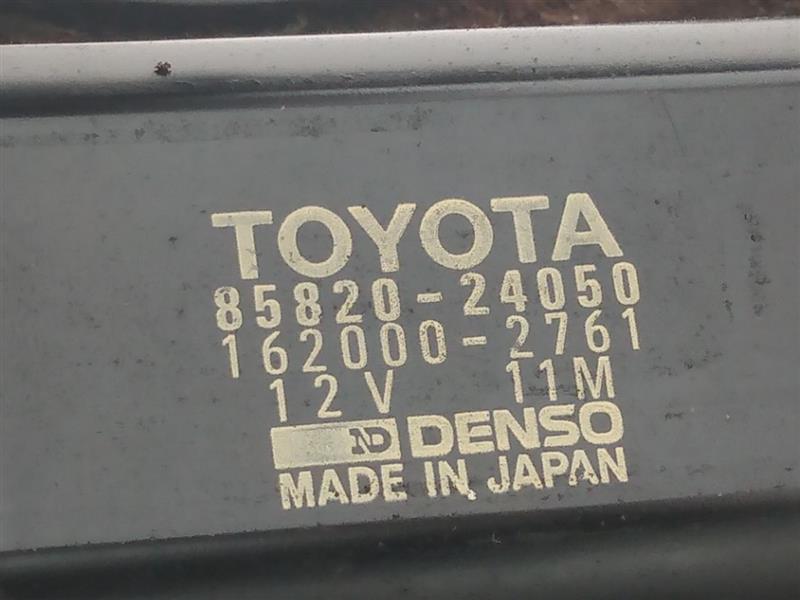 TOYOTA
85820-24050
162000-2761
12V 11M
ND DENSO
MADE IN JAPAN